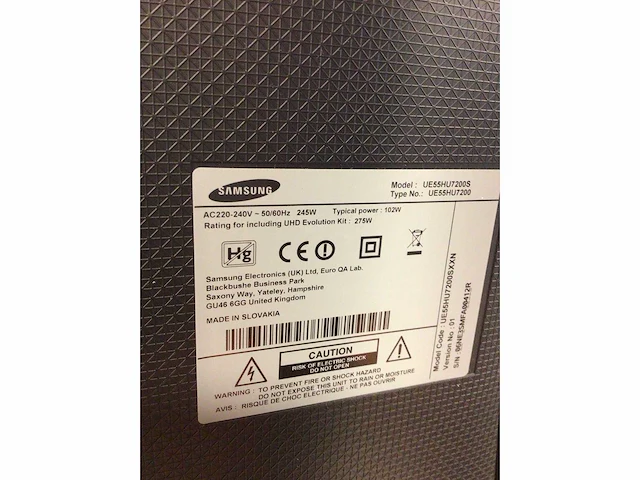 SAMSUNG
Model : UE55HU7200S
Type No.: UE55HU7200
AC220-240V ~ 50/60Hz 245W Typical power : 102W
Rating for including UHD Evolution Kit : 275W
Hg
CE
Samsung Electronics (UK) Ltd, Euro QA Lab.
Blackbushe Business Park
Saxony Way, Yateley, Hampshire
GU46 6GG United Kingdom
MADE IN SLOVAKIA
CAUTION
RISK OF ELECTRIC SHOCK
DO NOT OPEN
WARNING : TO PREVENT FIRE OR SHOCK HAZARD,
DO NOT EXPOSE THIS UNIT TO RAIN OR MOISTURE
AVIS : RISQUE DE CHOC ELECTRIQUE - NE PAS OUVRIR
Model Code : UE55HU7200SXXN
Version No : 01